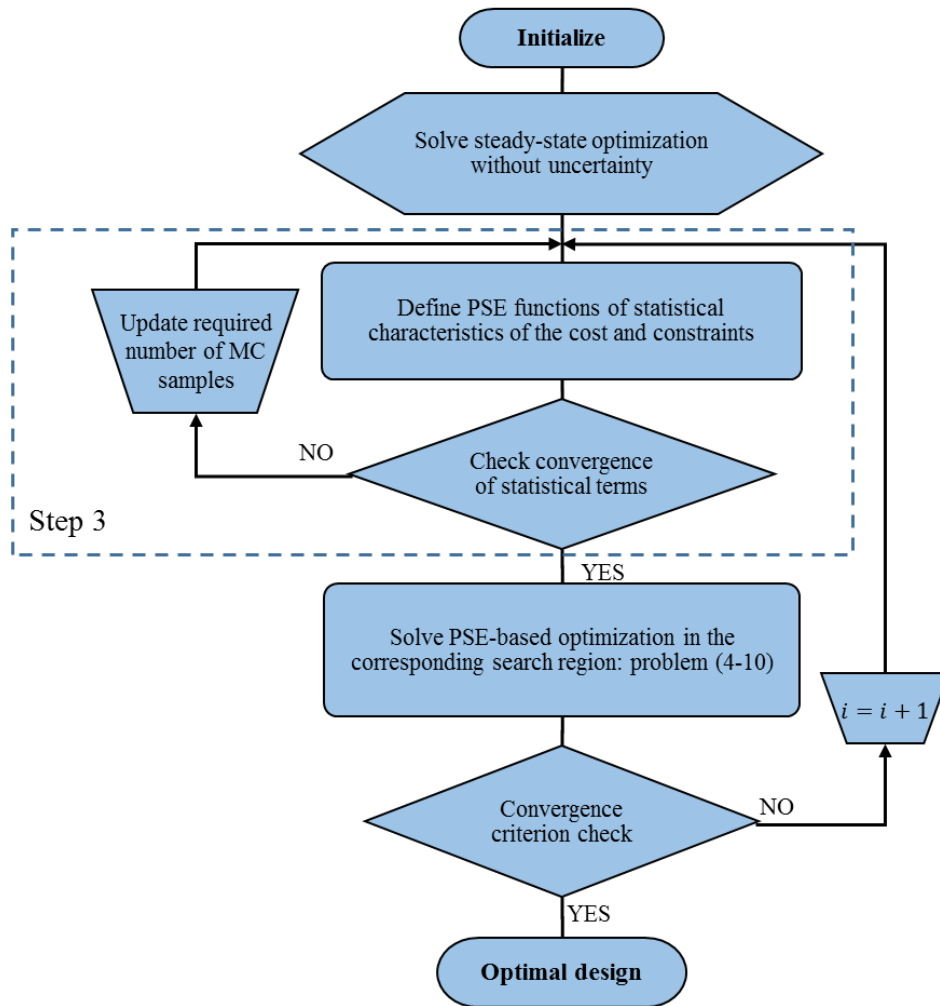 Initialize
Solve steady-state optimization
without uncertainty
Define PSE functions of statistical
characteristics of the cost and constraints
Update required
number of MC
samples
NO
Check convergence
of statistical terms
Step 3
YES
Solve PSE-based optimization in the
corresponding search region: problem (4-10)
i = i + 1
Convergence
criterion check
NO
YES
Optimal design